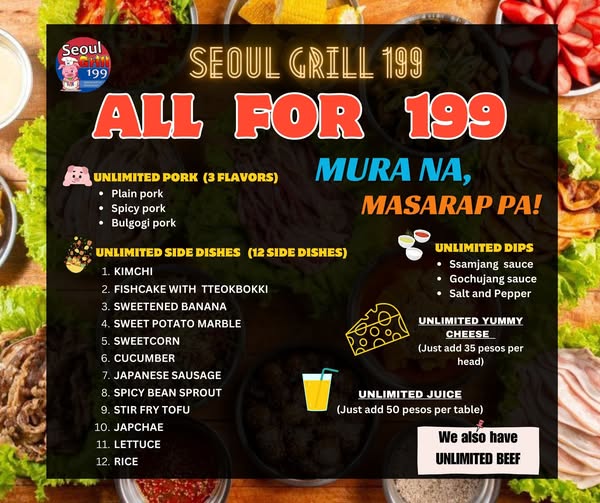 Seoul
Grill
199
SEOUL GRILL 199
ALL FOR 199
MURA NA,
MASARAP PA!
UNLIMITED PORK (3 FLAVORS)
• Plain pork
• Spicy pork
• Bulgogi pork
UNLIMITED SIDE DISHES (12 SIDE DISHES)
1. KIMCHI
2. FISHCAKE WITH TTEOKBOKKI
3. SWEETENED BANANA
4. SWEET POTATO MARBLE
5. SWEETCORN
6. CUCUMBER
7. JAPANESE SAUSAGE
8. SPICY BEAN SPROUT
9. STIR FRY TOFU
10. JAPCHAE
11. LETTUCE
12. RICE
UNLIMITED DIPS
• Ssamjang sauce
• Gochujang sauce
• Salt and Pepper
UNLIMITED YUMMY
CHEESE
(Just add 35 pesos per
head)
UNLIMITED JUICE
(Just add 50 pesos per table)
We also have
UNLIMITED BEEF